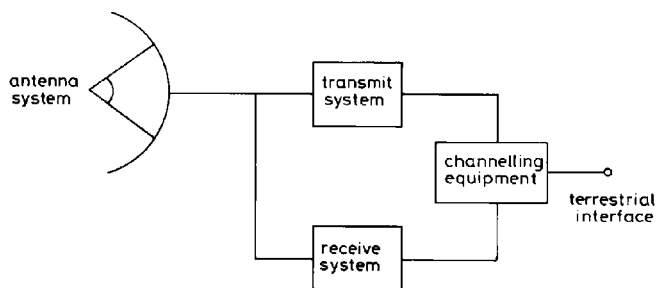 antenna
system
transmit
system
channelling
equipment
terrestrial
interface
receive
system